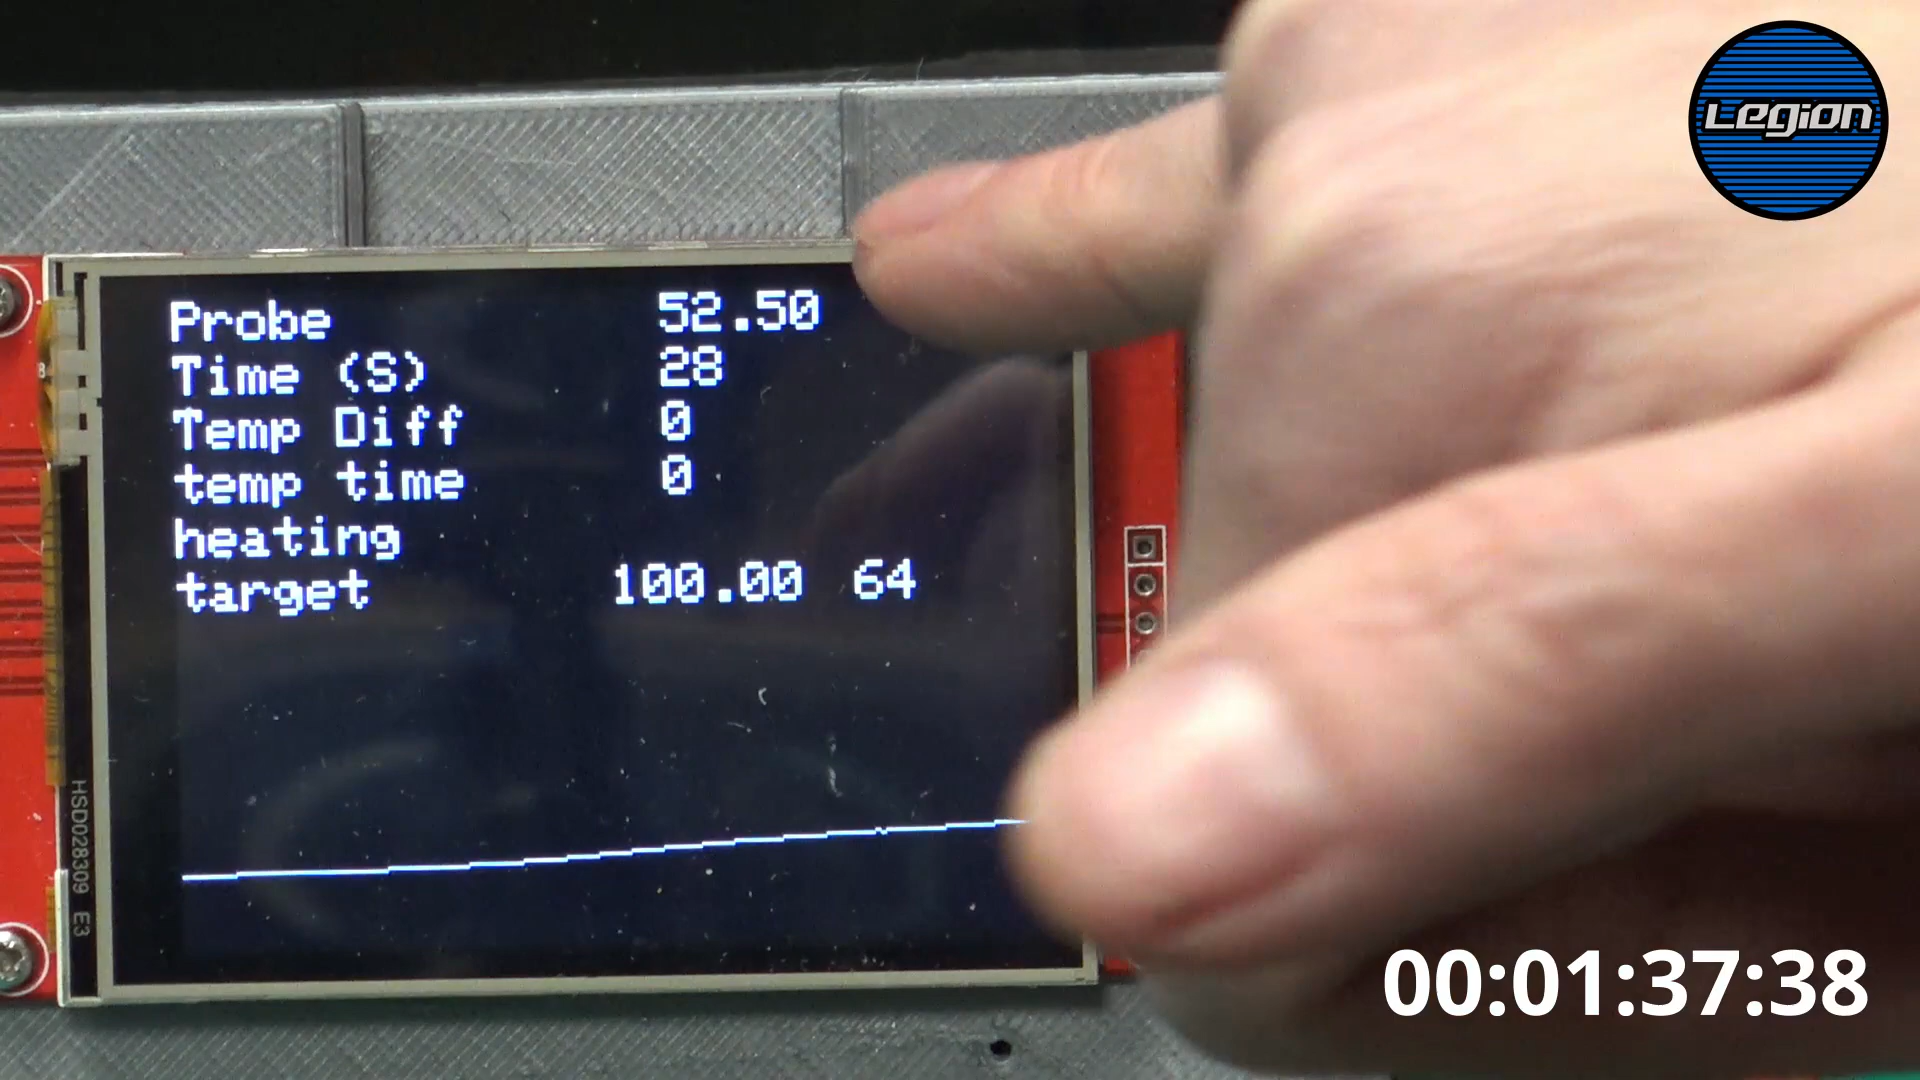 Legion
Probe 52.50
Time (S) 28
Temp Diff 0
temp time 0
heating
target 100.00 64
HSD028309 E3
00:01:37:38